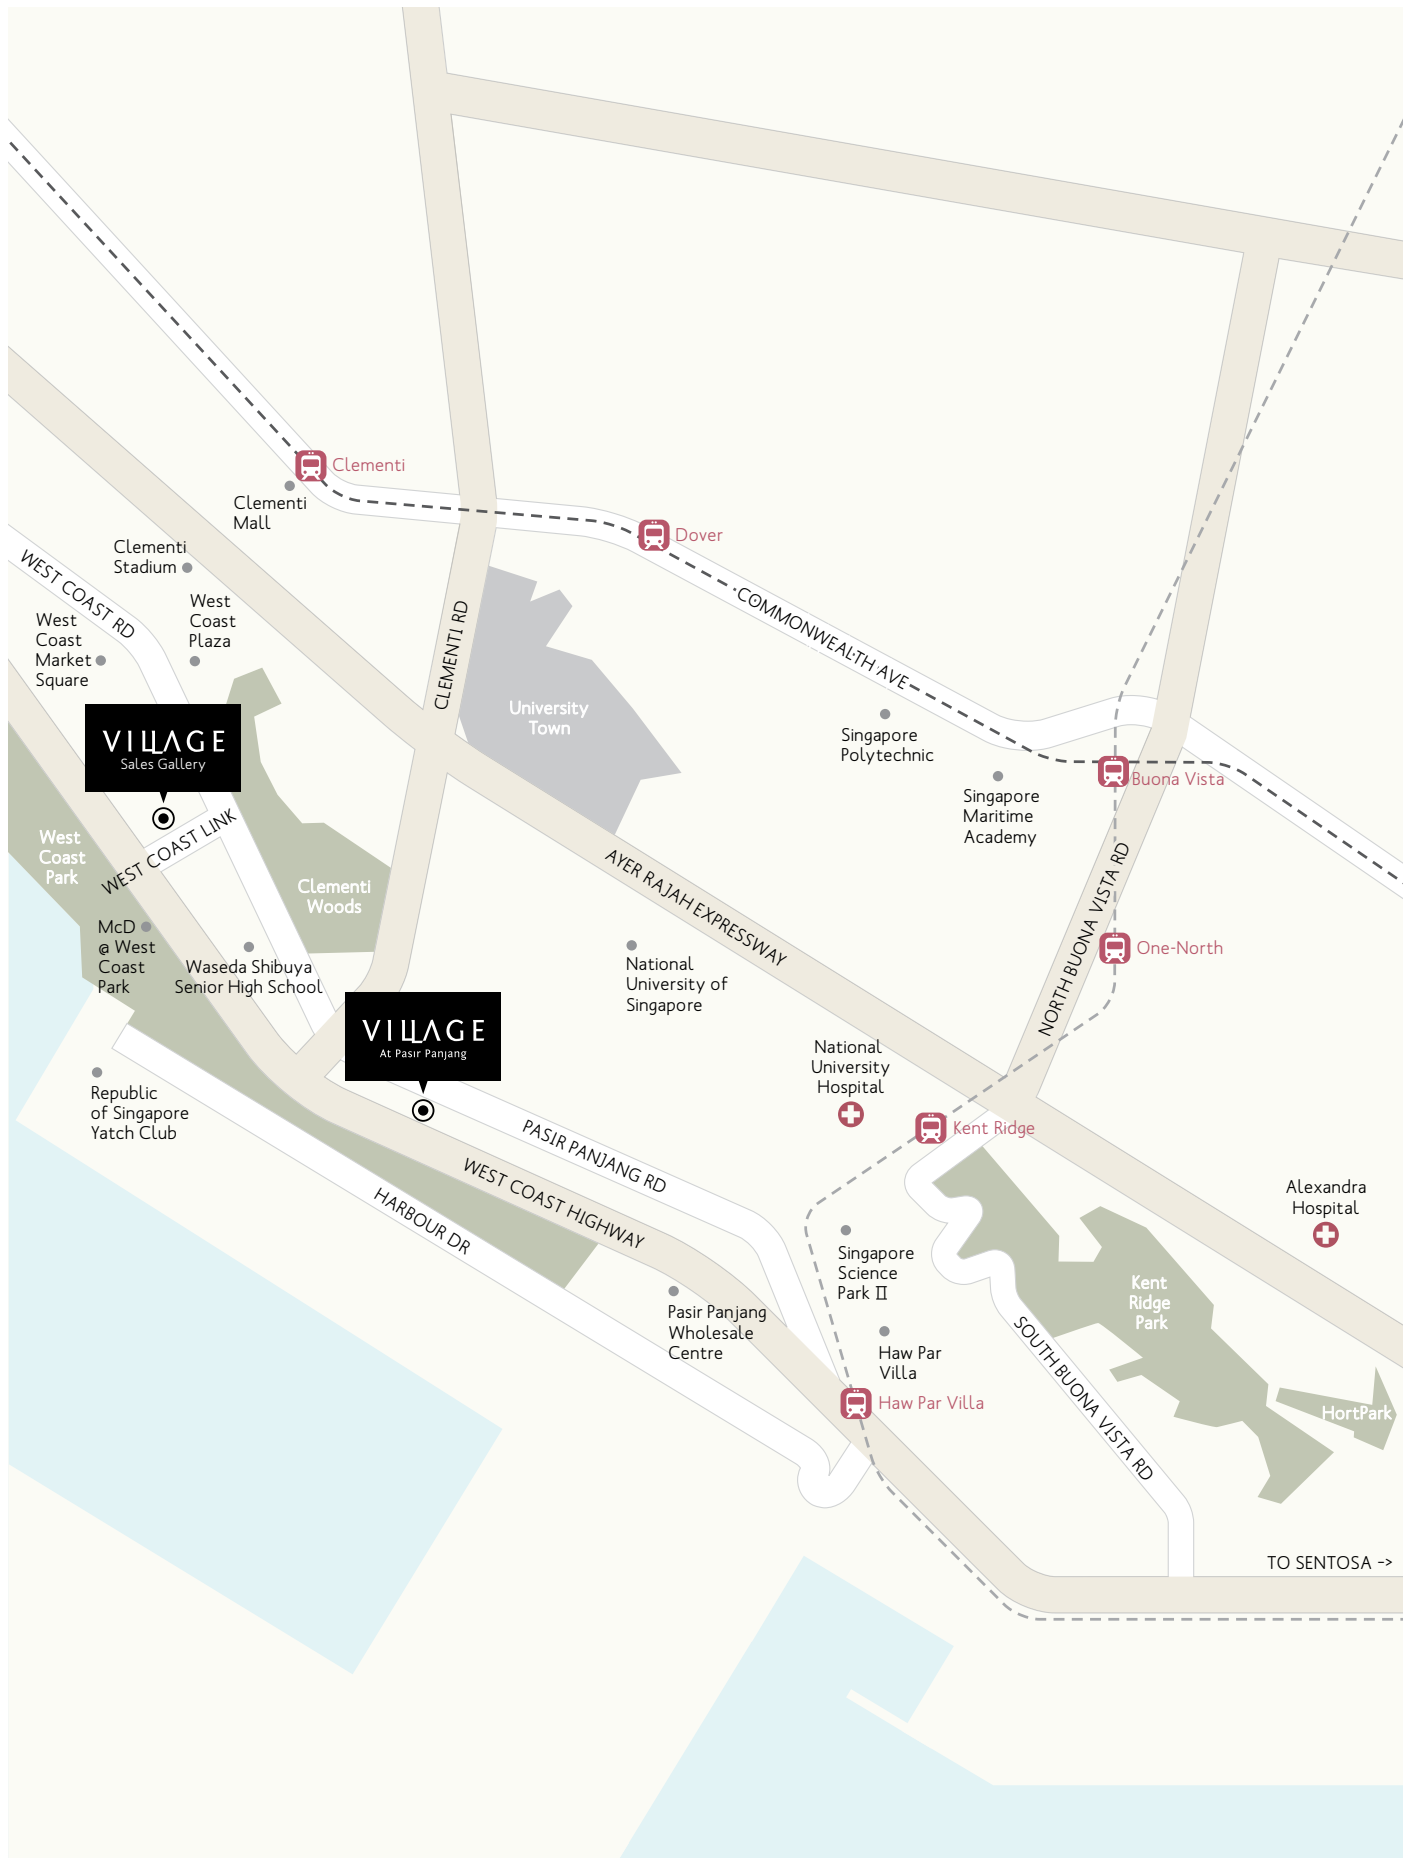 Clementi
Clementi
Mall
Dover
Clementi
Stadium
WEST COAST RD
West
Coast
Plaza
West
Coast
Market
Square
CLEMENTI RD
COMMONWEALTH AVE
University
Town
VILLAGE
Sales Gallery
Singapore
Polytechnic
Buona Vista
Singapore
Maritime
Academy
WEST COAST LINK
West
Coast
Park
Clementi
Woods
AYER RAJAH EXPRESSWAY
NORTH BUONA VISTA RD
McD
@ West
Coast
Park
Waseda Shibuya
Senior High School
National
University of
Singapore
One-North
VILLAGE
At Pasir Panjang
National
University
Hospital
Republic
of Singapore
Yatch Club
Kent Ridge
PASIR PANJANG RD
WEST COAST HIGHWAY
HARBOUR DR
Alexandra
Hospital
Singapore
Science
Park II
Kent
Ridge
Park
Pasir Panjang
Wholesale
Centre
Haw Par
Villa
SOUTH BUONA VISTA RD
Haw Par Villa
HortPark
TO SENTOSA ->